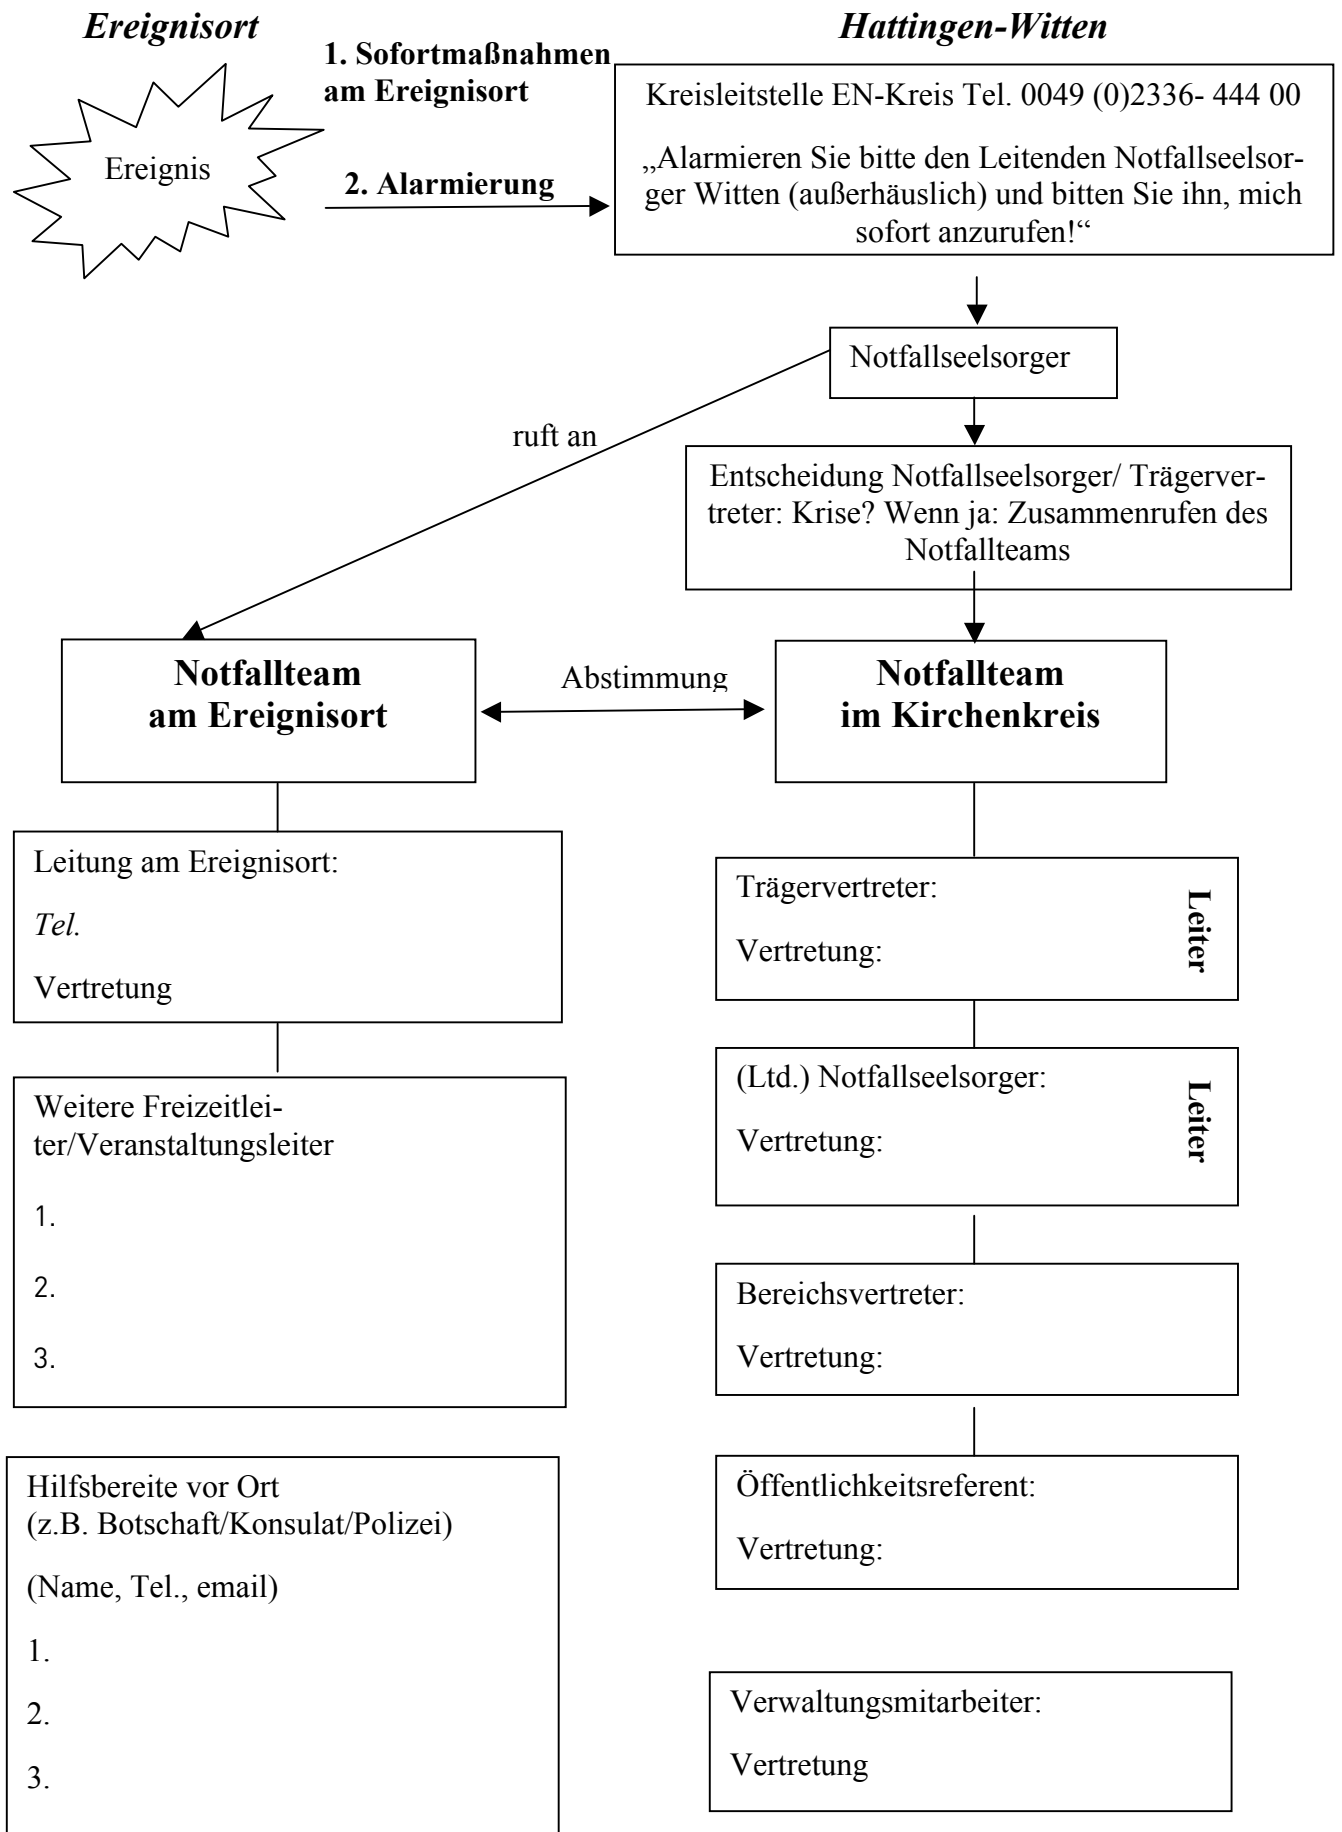 Ereignisort
Hattingen-Witten
1. Sofortmaßnahmen
am Ereignisort
Ereignis
2. Alarmierung
Kreisleitstelle EN-Kreis Tel. 0049 (0)2336- 444 00
„Alarmieren Sie bitte den Leitenden Notfallseelsor-
ger Witten (außerhäuslich) und bitten Sie ihn, mich
sofort anzurufen!“
Notfallseelsorger
ruft an
Entscheidung Notfallseelsorger/ Trägerver-
treter: Krise? Wenn ja: Zusammenrufen des
Notfallteams
Notfallteam
am Ereignisort
Abstimmung
Notfallteam
im Kirchenkreis
Leitung am Ereignisort:
Tel.
Vertretung
Weitere Freizeitlei-
ter/Veranstaltungsleiter
1.
2.
3.
Hilfsbereite vor Ort
(z.B. Botschaft/Konsulat/Polizei)
(Name, Tel., email)
1.
2.
3.
Trägervertreter:
Vertretung:
Leiter
(Ltd.) Notfallseelsorger:
Vertretung:
Leiter
Bereichsvertreter:
Vertretung:
Öffentlichkeitsreferent:
Vertretung:
Verwaltungsmitarbeiter:
Vertretung